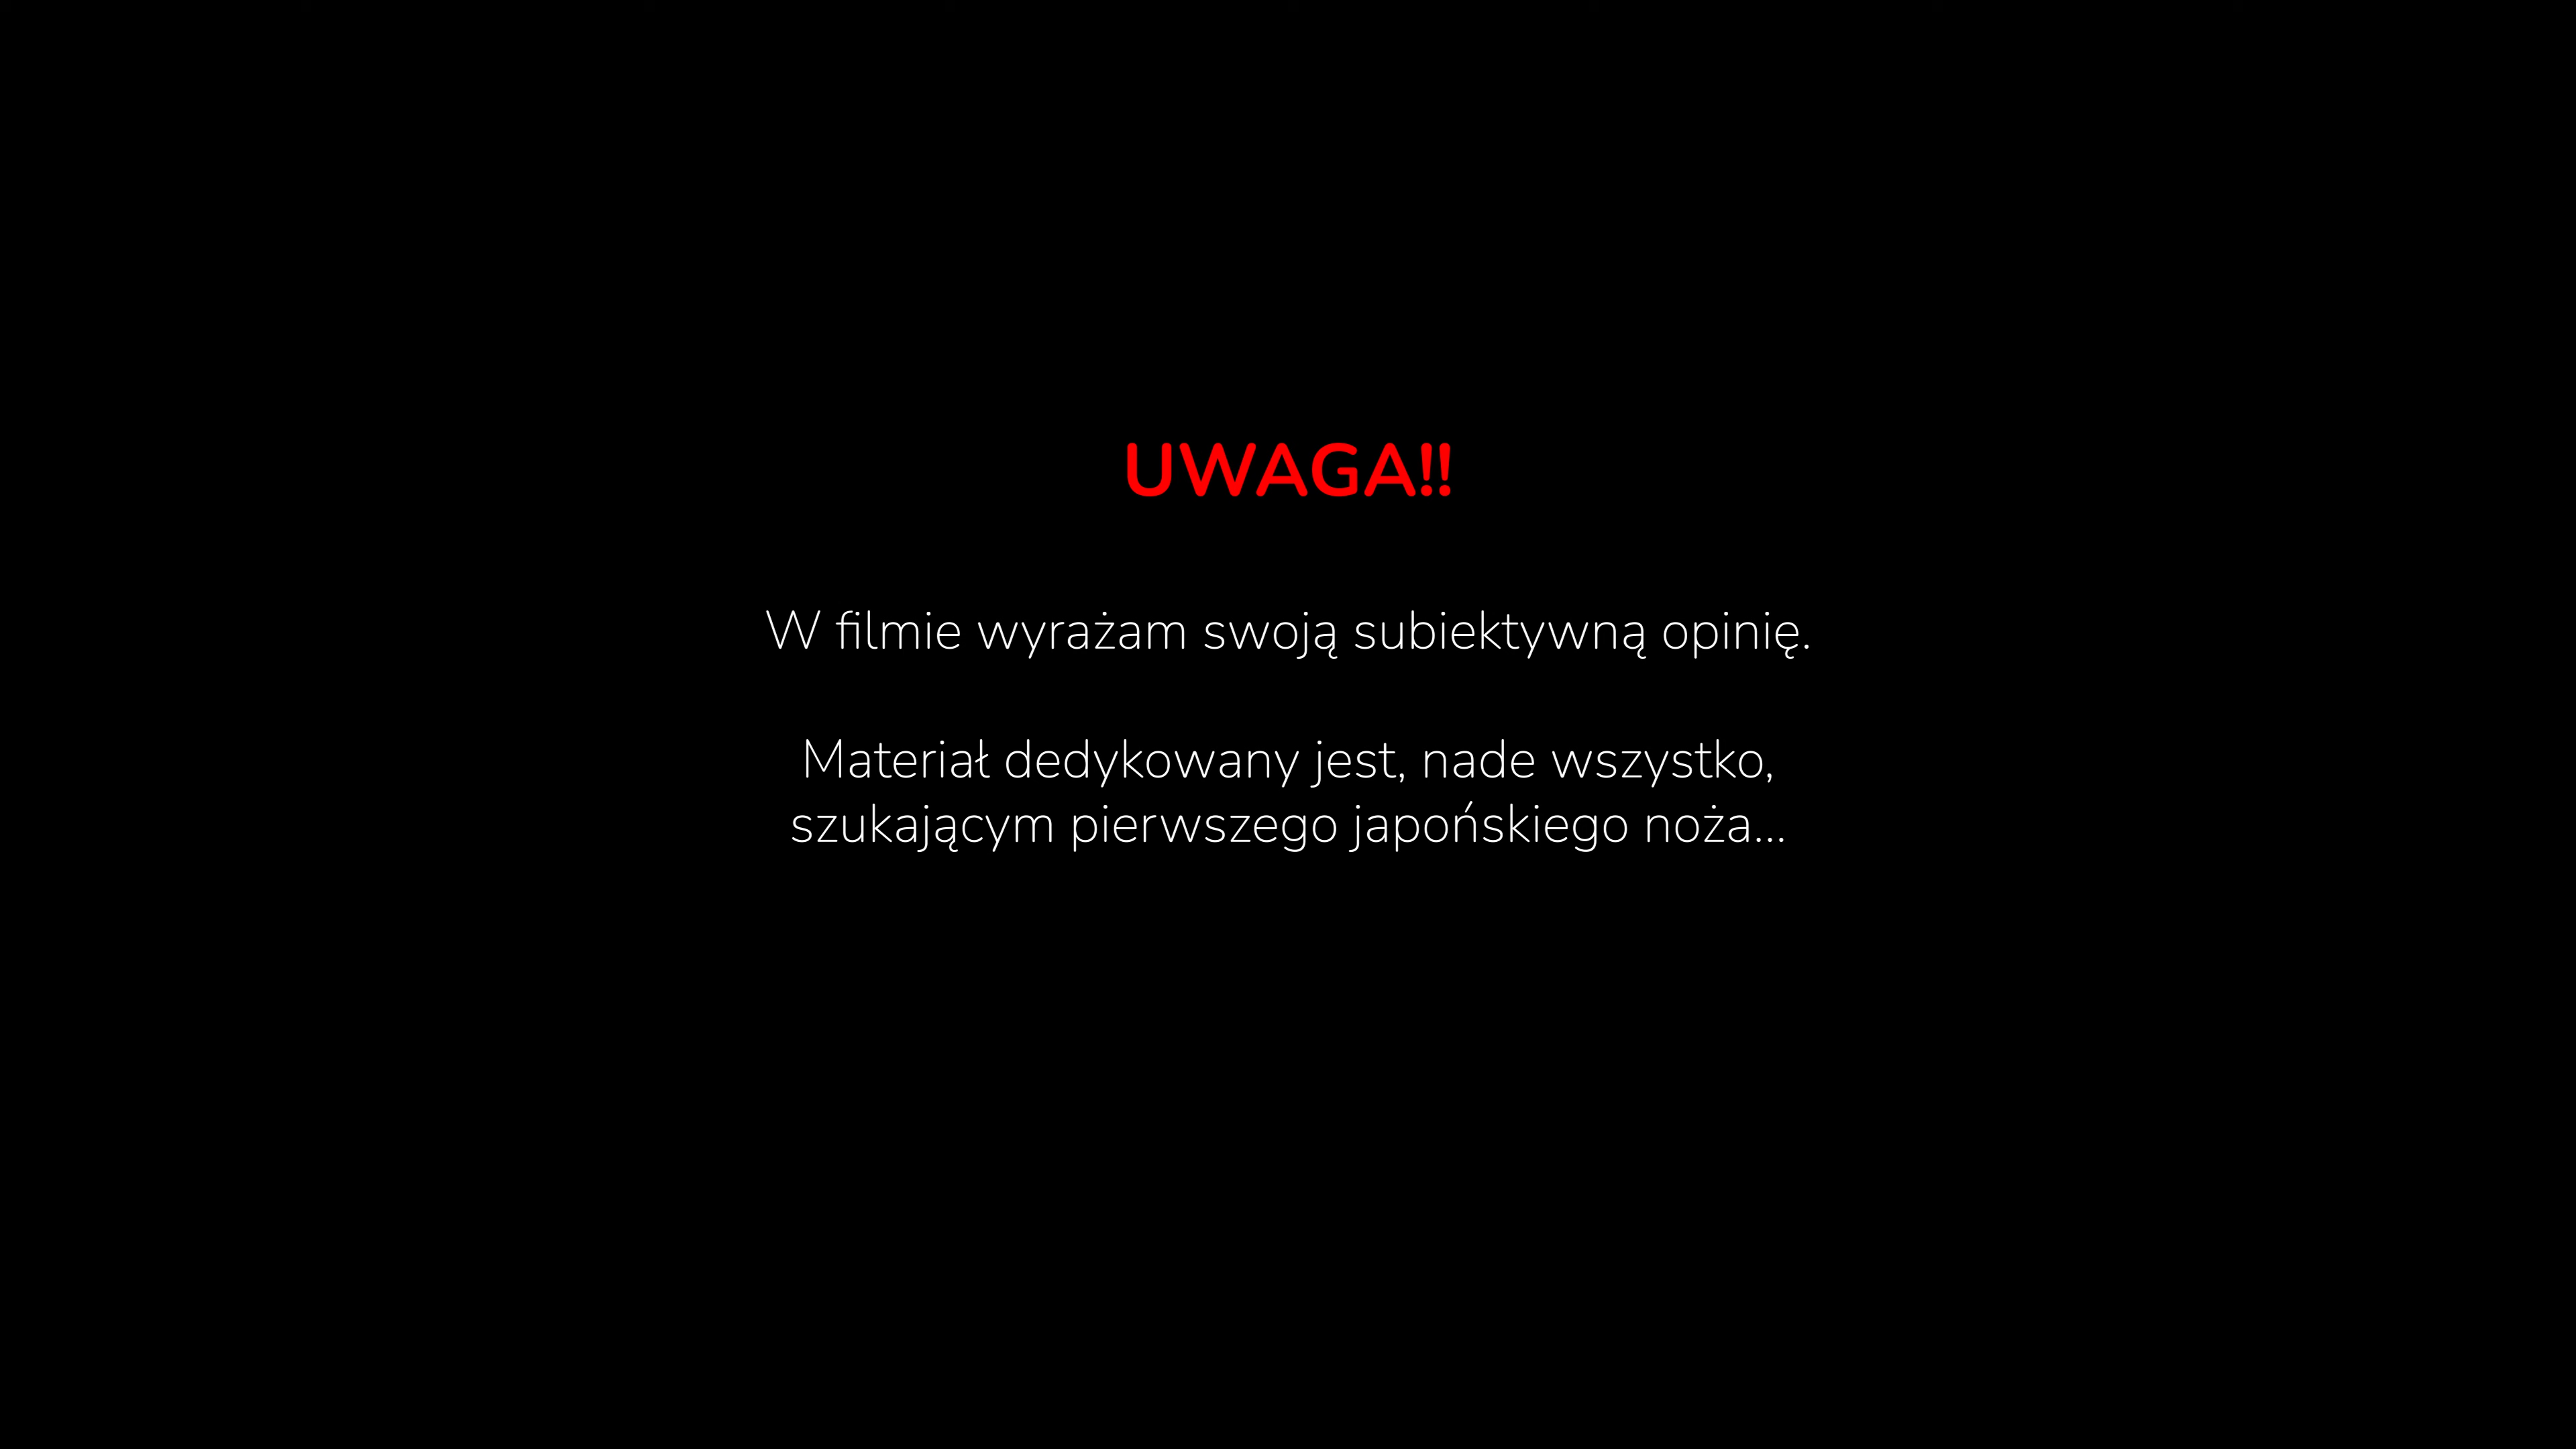 UWAGA!!
W filmie wyrażam swoją subiektywną opinię.
Materiał dedykowany jest, nade wszystko,
szukającym pierwszego japońskiego noża...